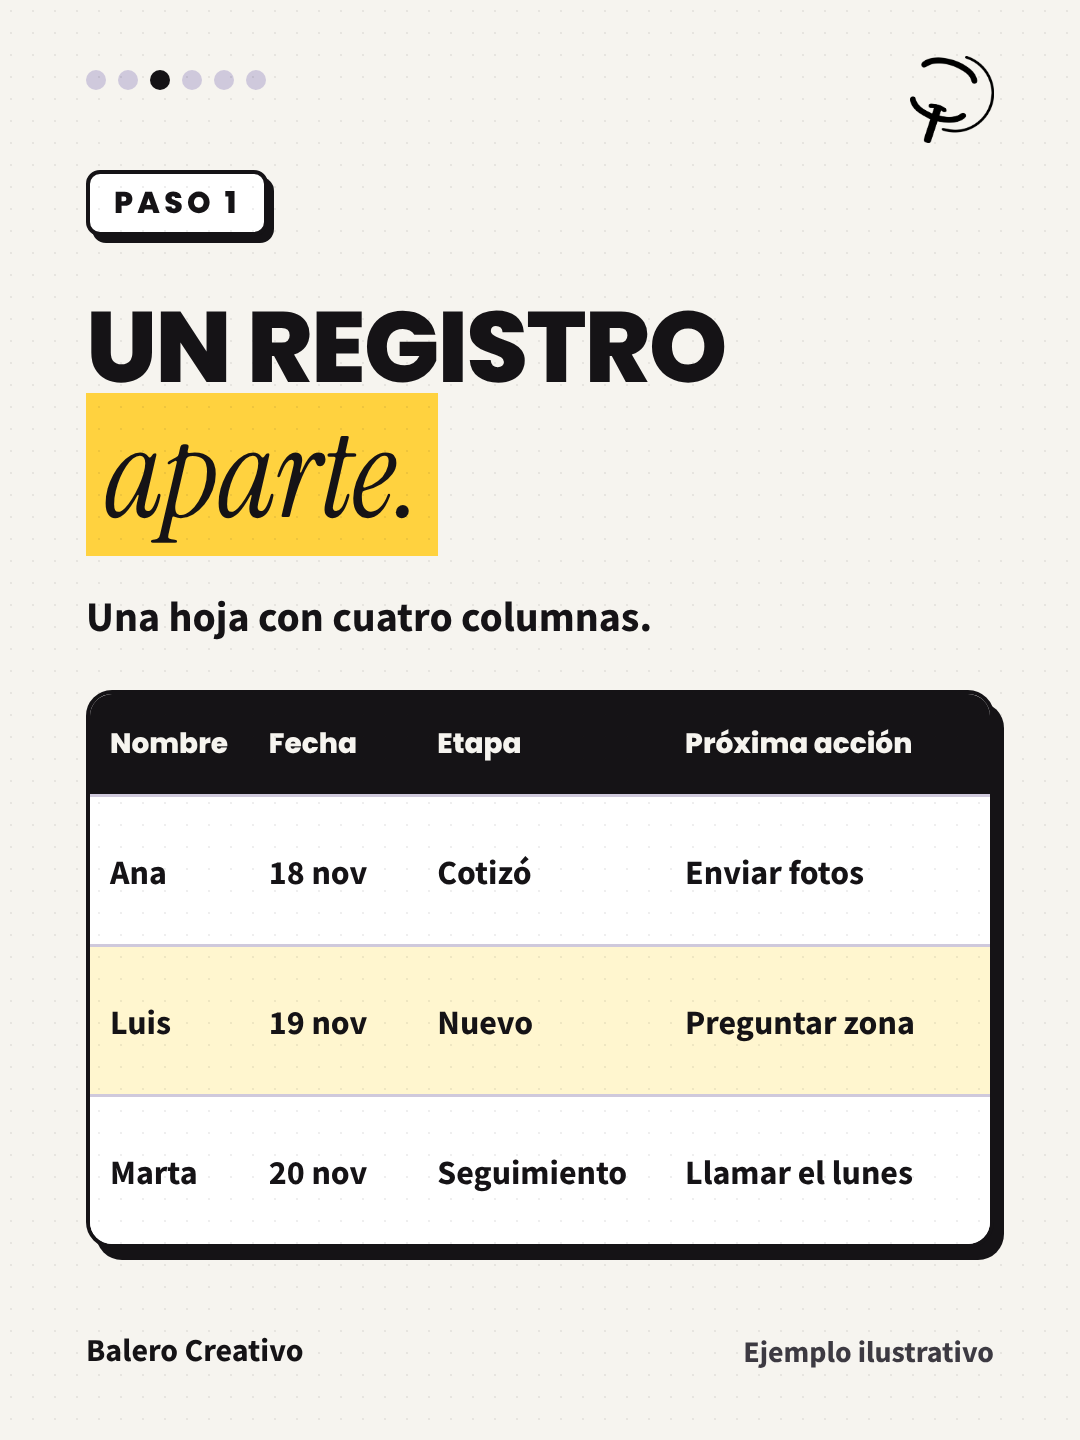 PASO 1
UN REGISTRO
aparte.
Una hoja con cuatro columnas.
Nombre Fecha Etapa Próxima acción
Ana 18 nov Cotizó Enviar fotos
Luis 19 nov Nuevo Preguntar zona
Marta 20 nov Seguimiento Llamar el lunes
Balero Creativo Ejemplo ilustrativo